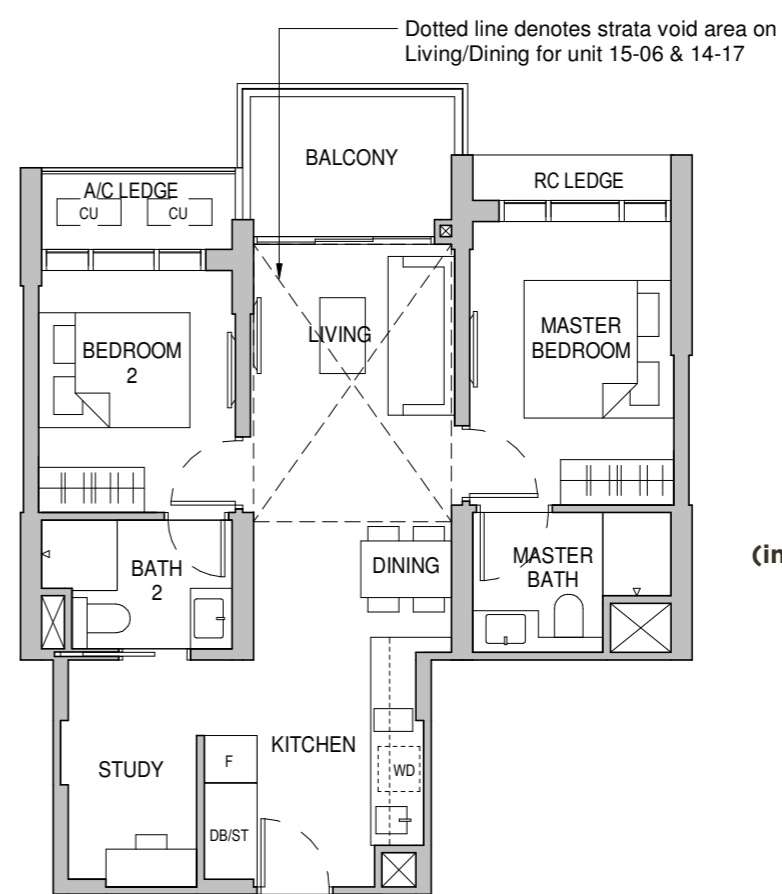 Dotted line denotes strata void area on
Living/Dining for unit 15-06 & 14-17
BALCONY
A/C LEDGE
CU
CU
RC LEDGE
LIVING
BEDROOM
2
MASTER
BEDROOM
DINING
BATH
2
MASTER
BATH
(in
KITCHEN
STUDY
F
WD
DB/ST